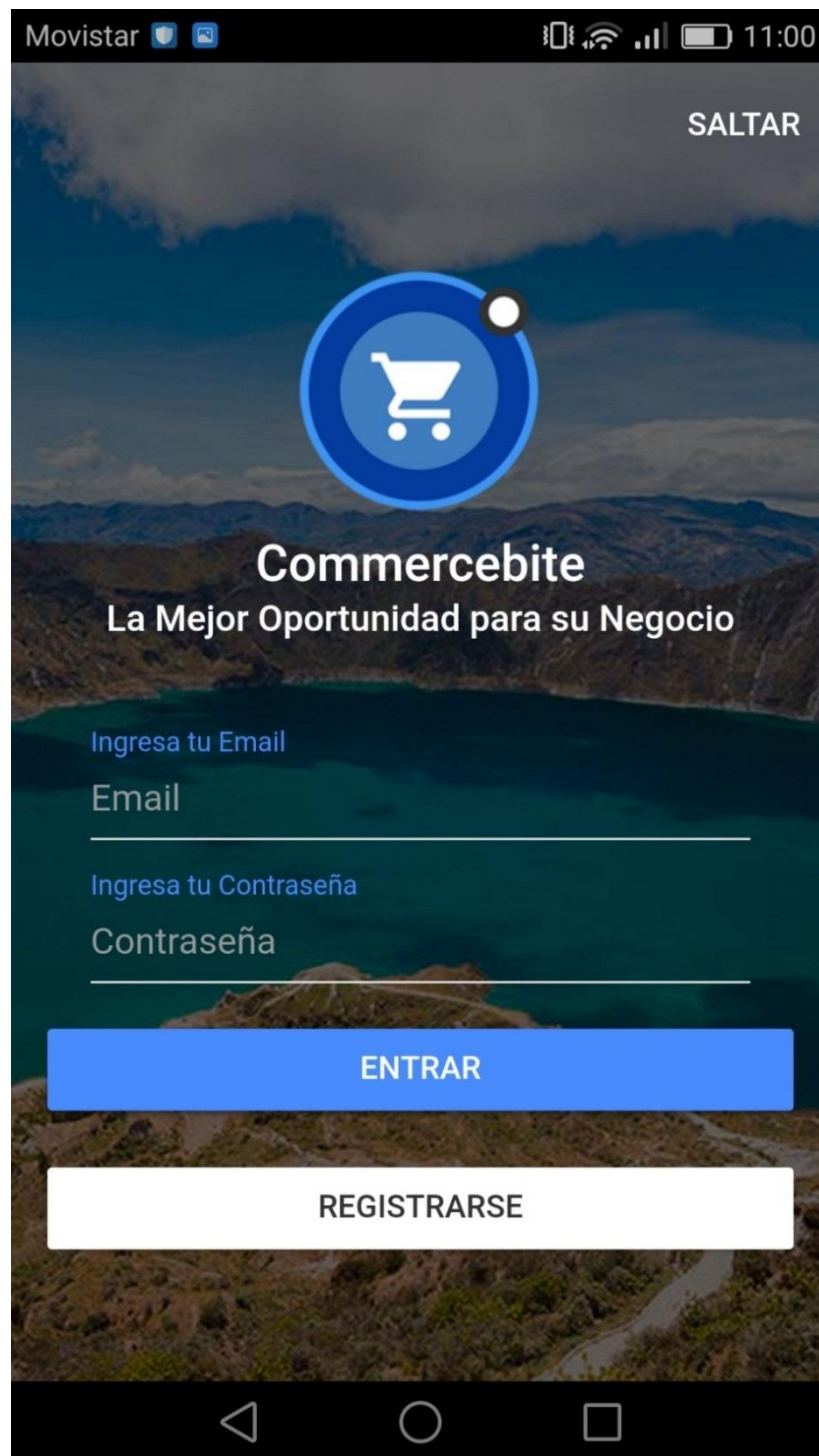 Movistar 11:00
SALTAR
Commercebite
La Mejor Oportunidad para su Negocio
Ingresa tu Email
Email
Ingresa tu Contraseña
Contraseña
ENTRAR
REGISTRARSE